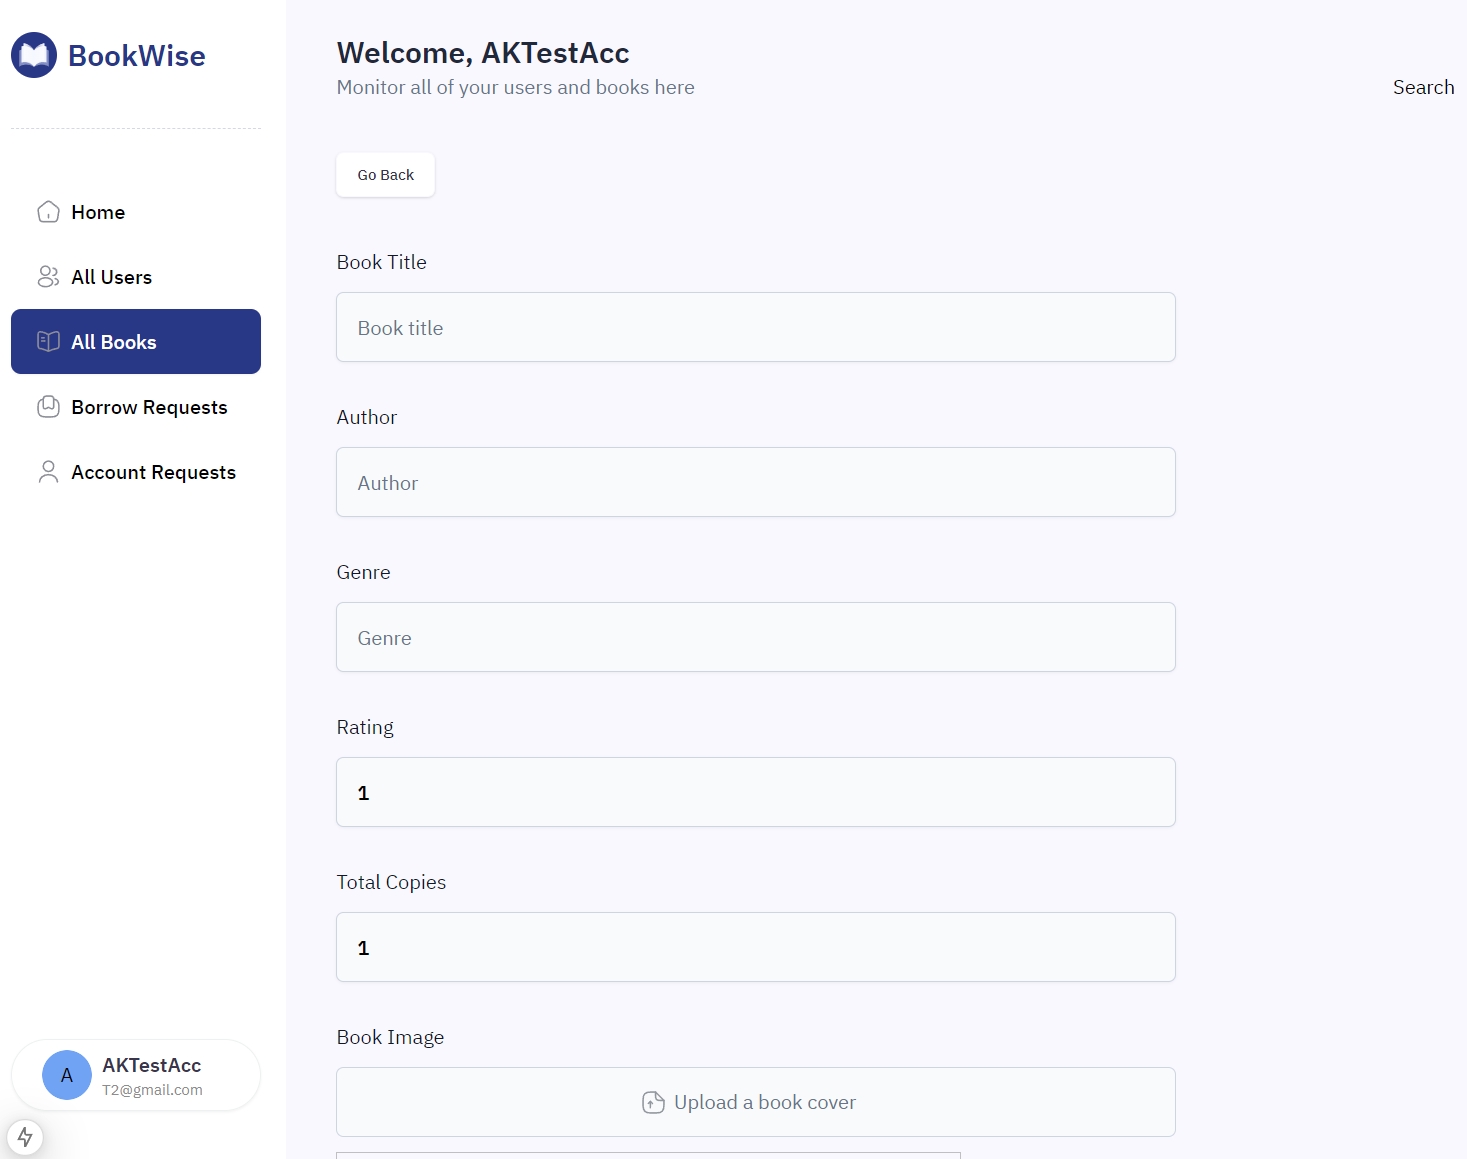 BookWise
Home
All Users
All Books
Borrow Requests
Account Requests
A
AKTestAcc
T2@gmail.com
Welcome, AKTestAcc
Monitor all of your users and books here
Search
Go Back
Book Title
Book title
Author
Author
Genre
Genre
Rating
1
Total Copies
1
Book Image
Upload a book cover